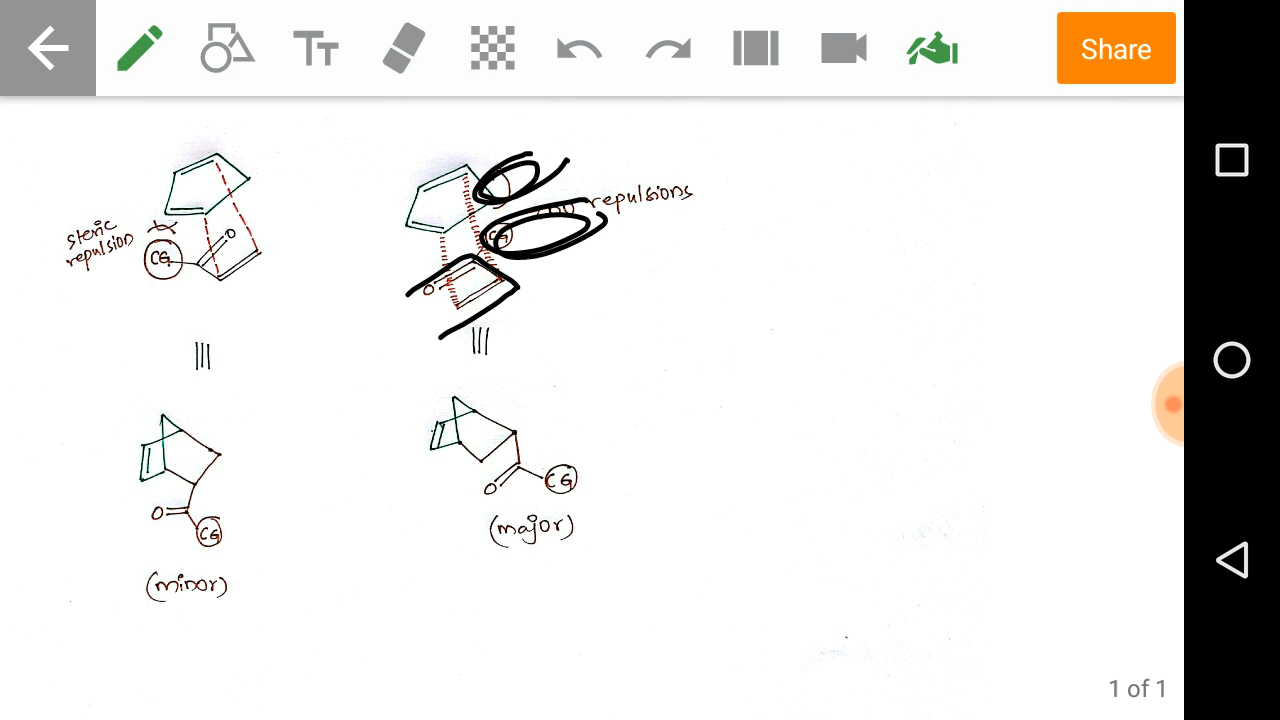 Share
steric
repulsion
CG
O
repulsions
CG
O
O
CG
(minor)
O
CG
(major)
1 of 1